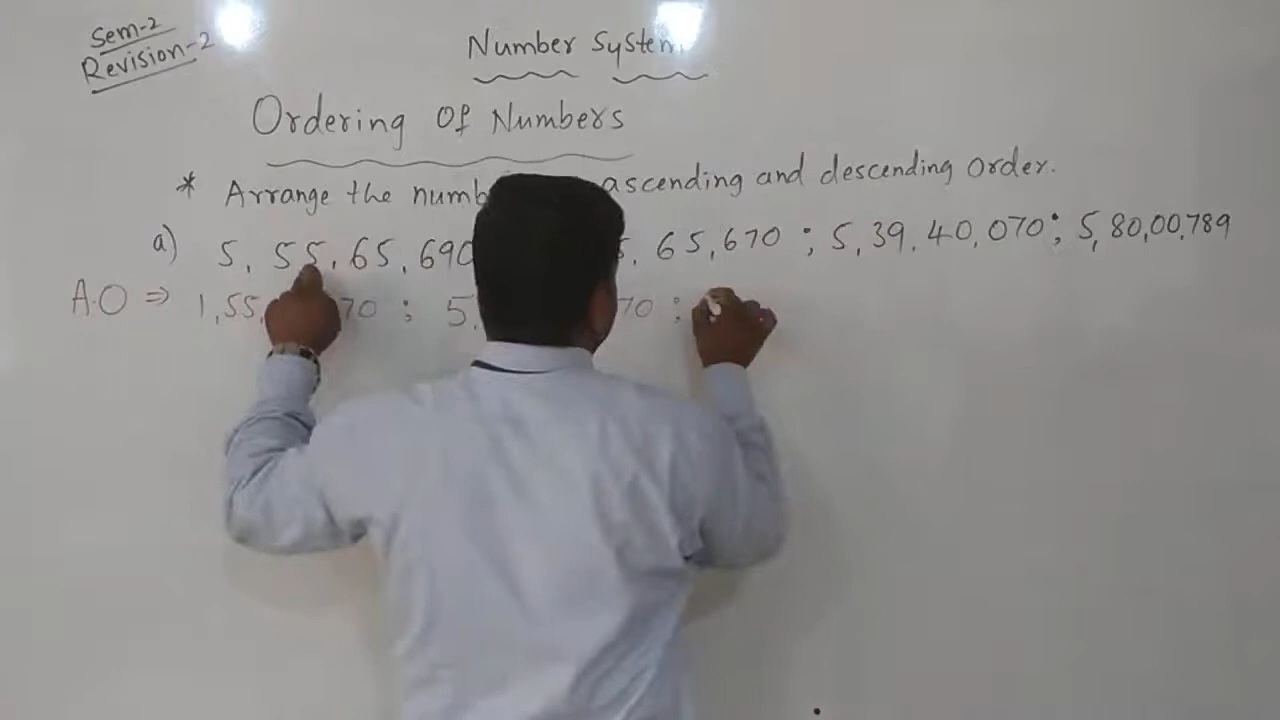 Sem-2
Revision-2
Number System
Ordering Of Numbers
* Arrange the numb ascending and descending Order.
a) 5, 55, 65, 690 5, 65,670 ; 5,39,40,070; 5,80,00,789
A.O ⇒ 1,55, 70 ; 5, 70 ;